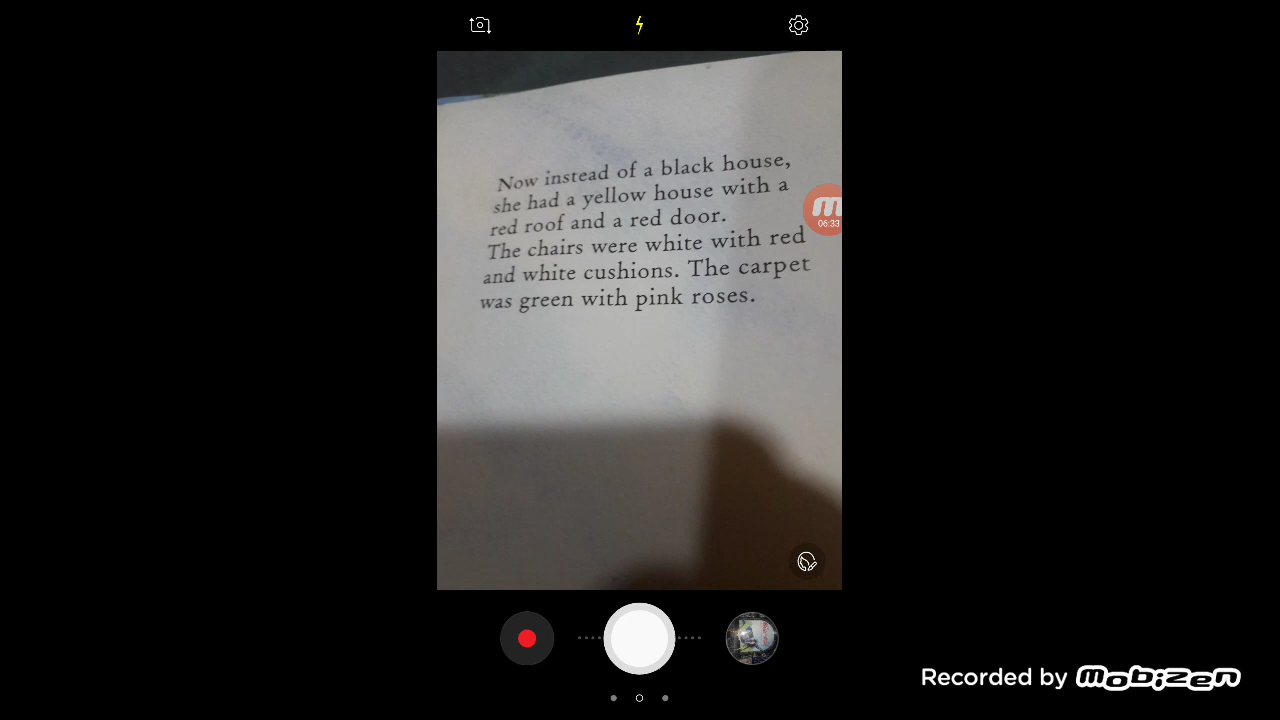 Now instead of a black house,
she had a yellow house with a
red roof and a red door.
The chairs were white with red
and white cushions. The carpet
was green with pink roses.
06:33
Recorded by mobizen